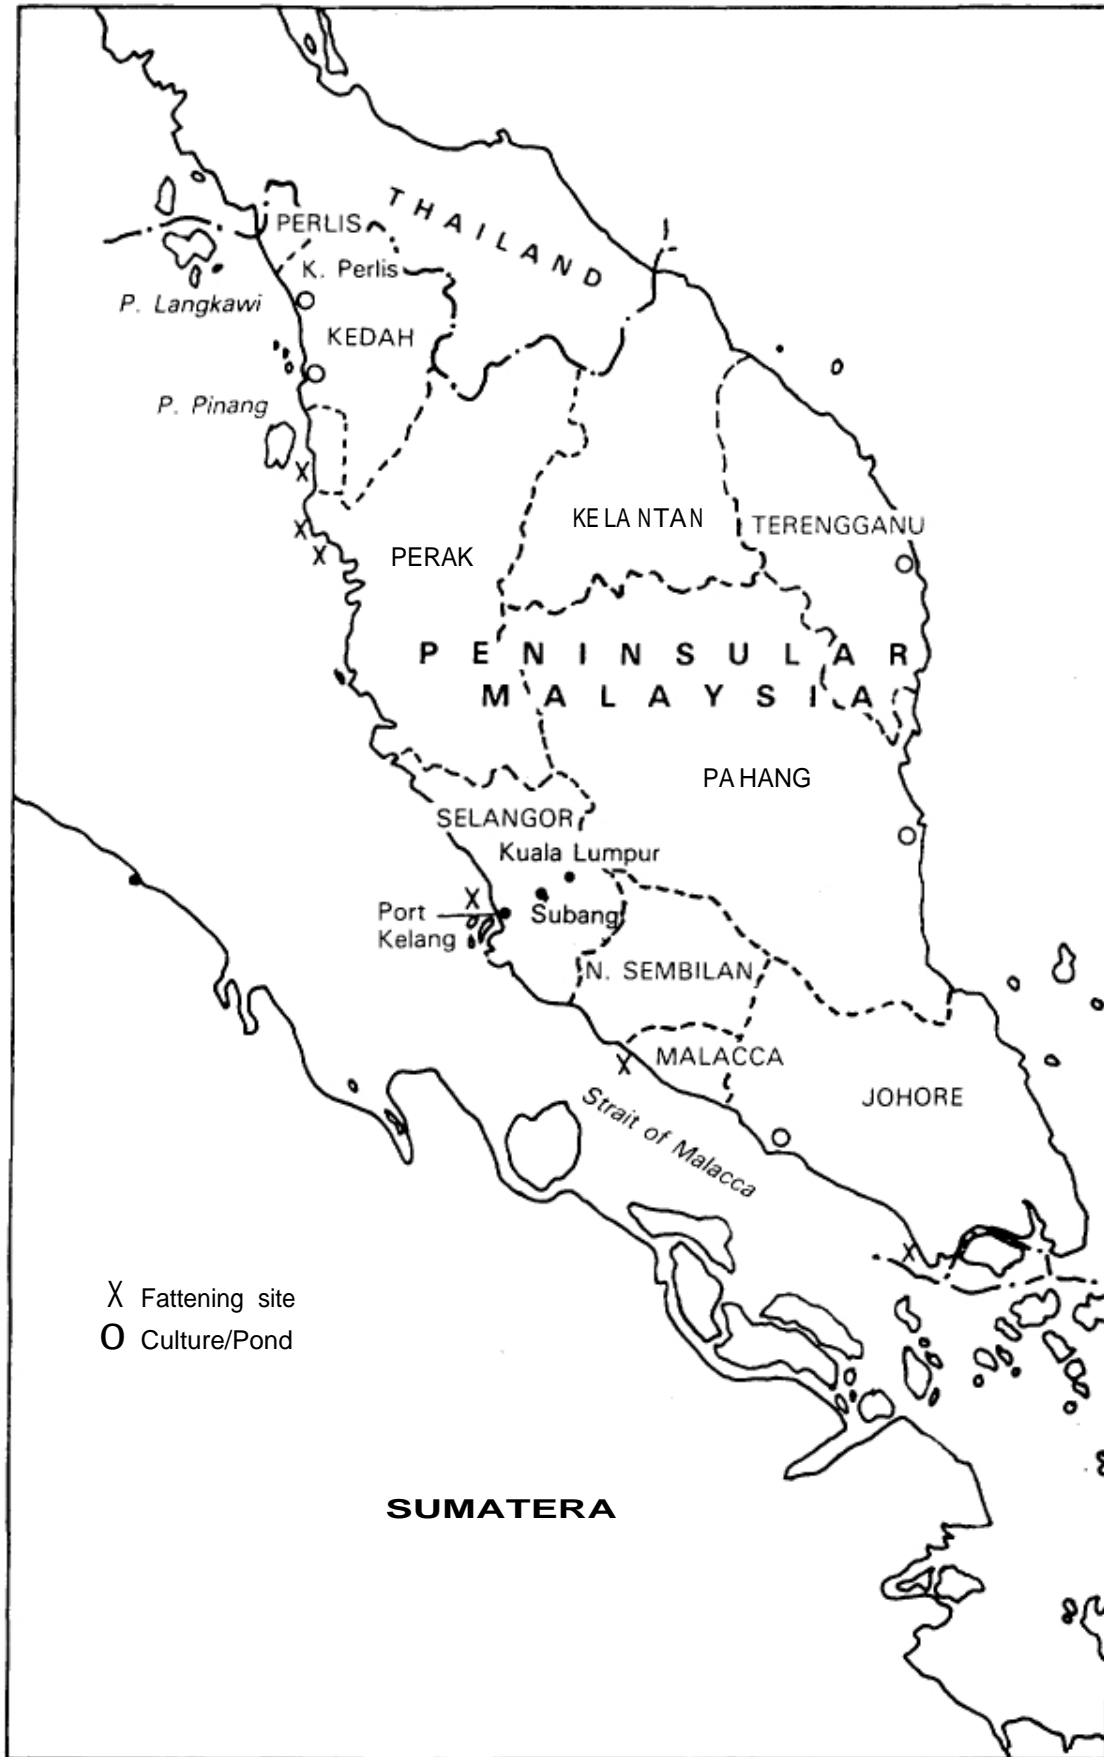 THAILAND
PERLIS
K. Perlis
P. Langkawi
KEDAH
P. Pinang
X
KELANTAN
TERENGGANU
X
X
PERAK
PENINSULAR
MALAYSIA
PAHANG
SELANGOR
Kuala Lumpur
X
Port
Kelang
Subang
N. SEMBILAN
MALACCA
X
JOHORE
Strait of Malacca
X
X Fattening site
O Culture/Pond
SUMATERA